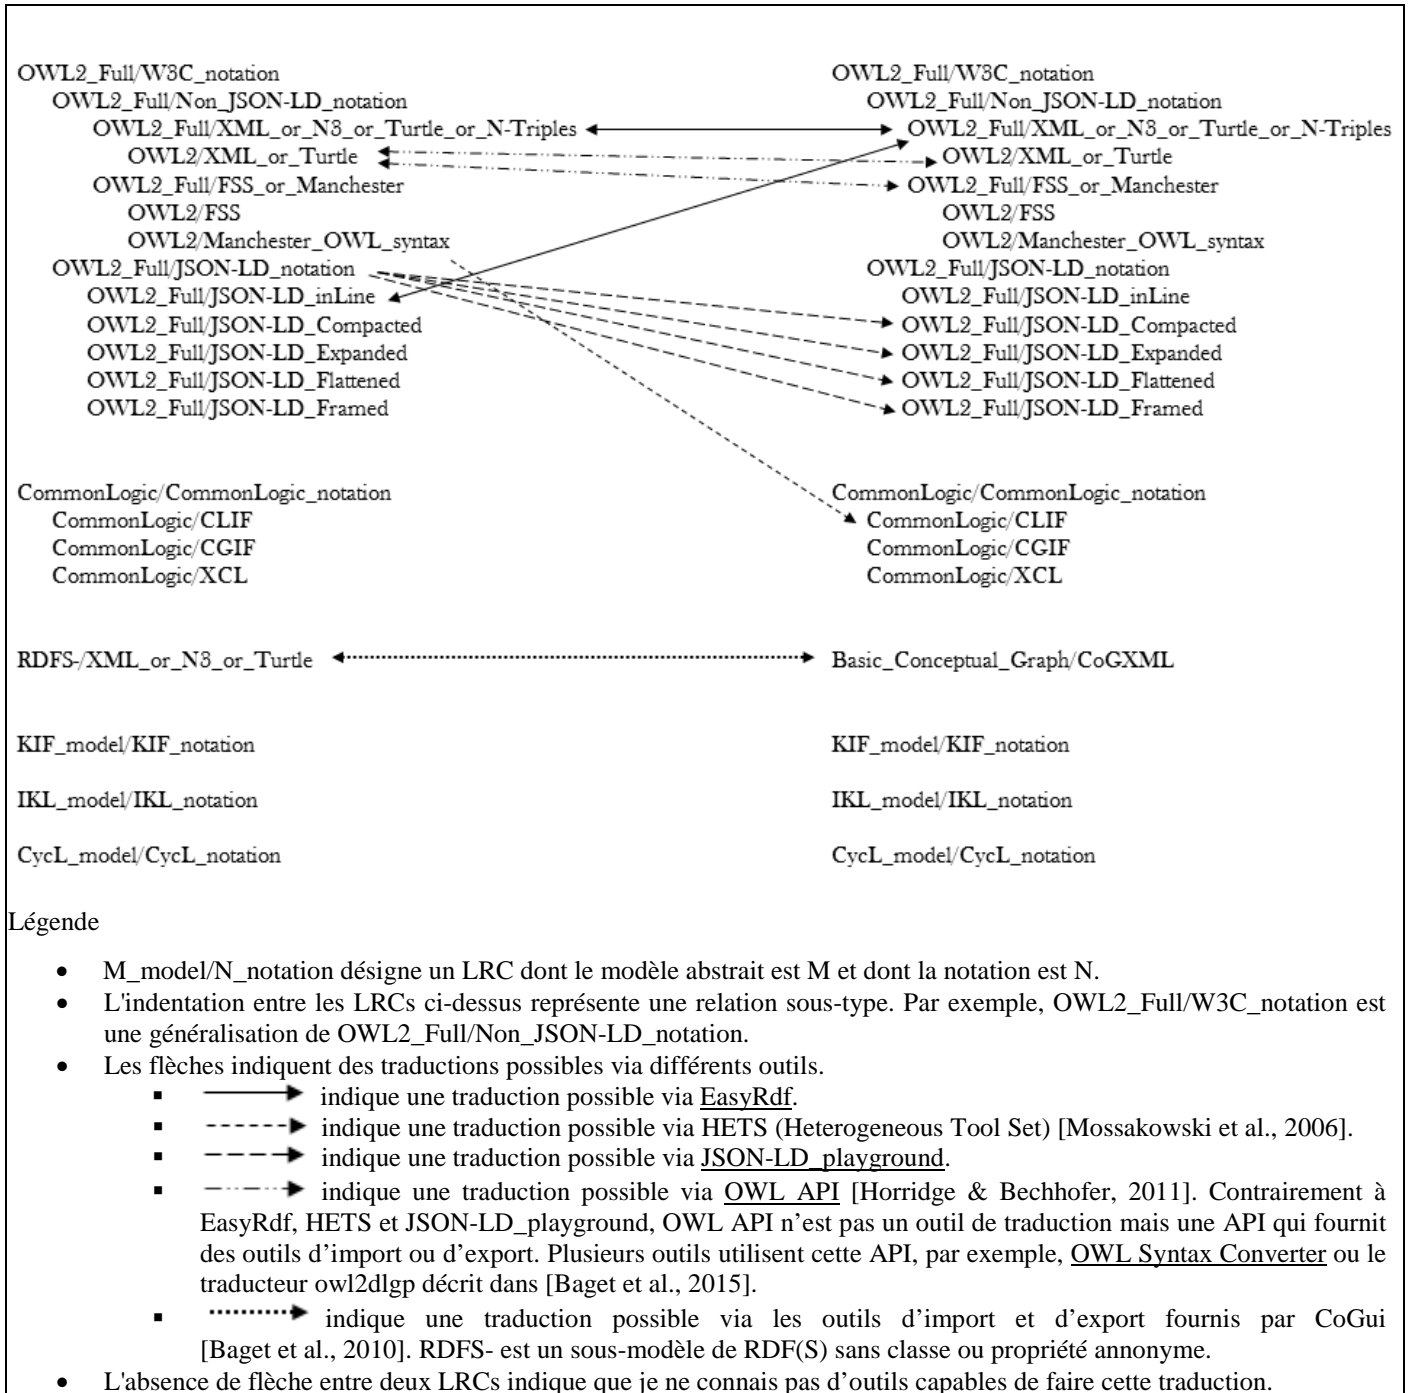 OWL2_Full/W3C_notation OWL2_Full/W3C_notation
OWL2_Full/Non_JSON-LD_notation OWL2_Full/Non_JSON-LD_notation
OWL2_Full/XML_or_N3_or_Turtle_or_N-Triples OWL2_Full/XML_or_N3_or_Turtle_or_N-Triples
OWL2/XML_or_Turtle OWL2/XML_or_Turtle
OWL2_Full/FSS_or_Manchester OWL2_Full/FSS_or_Manchester
OWL2/FSS OWL2/FSS
OWL2/Manchester_OWL_syntax OWL2/Manchester_OWL_syntax
OWL2_Full/JSON-LD_notation OWL2_Full/JSON-LD_notation
OWL2_Full/JSON-LD_inLine OWL2_Full/JSON-LD_inLine
OWL2_Full/JSON-LD_Compacted OWL2_Full/JSON-LD_Compacted
OWL2_Full/JSON-LD_Expanded OWL2_Full/JSON-LD_Expanded
OWL2_Full/JSON-LD_Flattened OWL2_Full/JSON-LD_Flattened
OWL2_Full/JSON-LD_Framed OWL2_Full/JSON-LD_Framed
CommonLogic/CommonLogic_notation CommonLogic/CommonLogic_notation
CommonLogic/CLIF CommonLogic/CLIF
CommonLogic/CGIF CommonLogic/CGIF
CommonLogic/XCL CommonLogic/XCL
RDFS-/XML_or_N3_or_Turtle Basic_Conceptual_Graph/CoGXML
KIF_model/KIF_notation KIF_model/KIF_notation
IKL_model/IKL_notation IKL_model/IKL_notation
CycL_model/CycL_notation CycL_model/CycL_notation
Légende
• M_model/N_notation désigne un LRC dont le modèle abstrait est M et dont la notation est N.
• L'indentation entre les LRCs ci-dessus représente une relation sous-type. Par exemple, OWL2_Full/W3C_notation est
une généralisation de OWL2_Full/Non_JSON-LD_notation.
• Les flèches indiquent des traductions possibles via différents outils.
▪ indique une traduction possible via EasyRdf.
▪ indique une traduction possible via HETS (Heterogeneous Tool Set) [Mossakowski et al., 2006].
▪ indique une traduction possible via JSON-LD_playground.
▪ indique une traduction possible via OWL API [Horridge & Bechhofer, 2011]. Contrairement à
EasyRdf, HETS et JSON-LD_playground, OWL API n’est pas un outil de traduction mais une API qui fournit
des outils d’import ou d’export. Plusieurs outils utilisent cette API, par exemple, OWL Syntax Converter ou le
traducteur owl2dlgp décrit dans [Baget et al., 2015].
▪ indique une traduction possible via les outils d’import et d’export fournis par CoGui
[Baget et al., 2010]. RDFS- est un sous-modèle de RDF(S) sans classe ou propriété annonyme.
• L'absence de flèche entre deux LRCs indique que je ne connais pas d’outils capables de faire cette traduction.